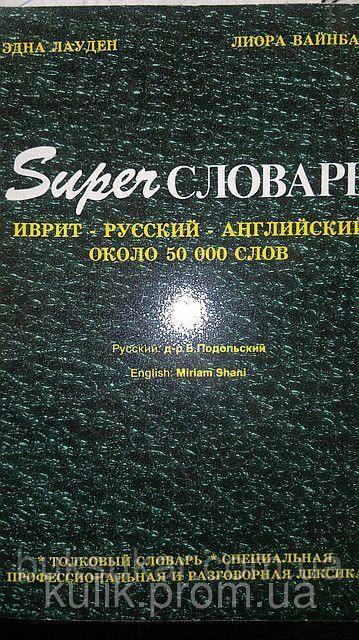 ЭДНА ЛАУДЕН ЛИОРА ВАЙНБА
Super СЛОВАРЬ
ИВРИТ - РУССКИЙ - АНГЛИЙСКИЙ
ОКОЛО 50 000 СЛОВ
Русский: д-р.Б.Подольский
English: Miriam Shani
* ТОЛКОВЫЙ СЛОВАРЬ * СПЕЦИАЛЬНАЯ,
ПРОФЕССИОНАЛЬНАЯ И РАЗГОВОРНАЯ ЛЕКСИКА
kulik.prom.ua